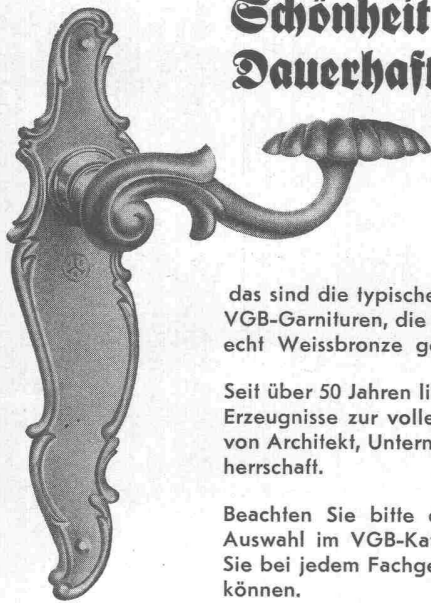 Schönheit
Dauerhaft
das sind die typische
VGB-Garnituren, die
echt Weissbronze g
Seit über 50 Jahren li
Erzeugnisse zur volle
von Architekt, Untern
herrschaft.
Beachten Sie bitte
Auswahl im VGB-Ka
Sie bei jedem Fachge
können.